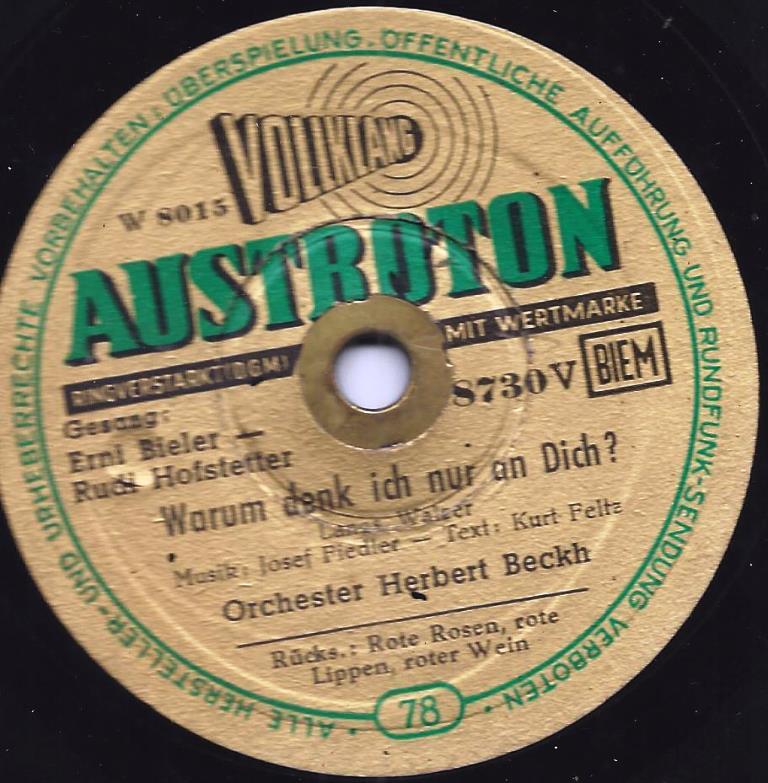 ALLE HERSTELLER- UND URHEBERRECHTE VORBEHALTEN; ÜBERSPIELUNG, ÖFFENTLICHE AUFFÜHRUNG UND RUNDFUNK-SENDUNG VERBOTEN
VOLLKLANG
W 8015
AUSTROTON
RINGVERSTÄRKT (DGM) MIT WERTMARKE
8730 V BIEM
Gesang:
Erni Bieler —
Rudi Hofstetter
Warum denk ich nur an Dich?
Langs. Walzer
Musik: Josef Fiedler — Text: Kurt Feltz
Orchester Herbert Beckh
Rücks.: Rote Rosen, rote
Lippen, roter Wein
78